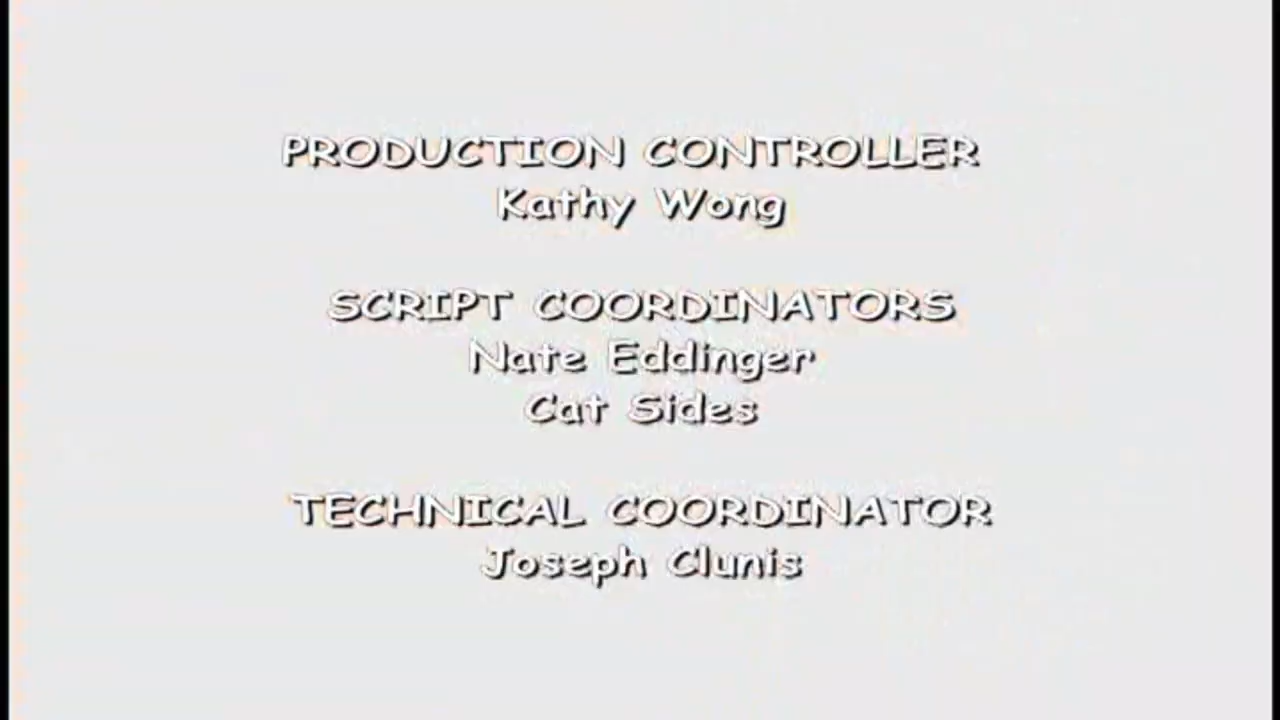 PRODUCTION CONTROLLER
Kathy Wong
SCRIPT COORDINATORS
Nate Eddinger
Cat Sides
TECHNICAL COORDINATOR
Joseph Clunis